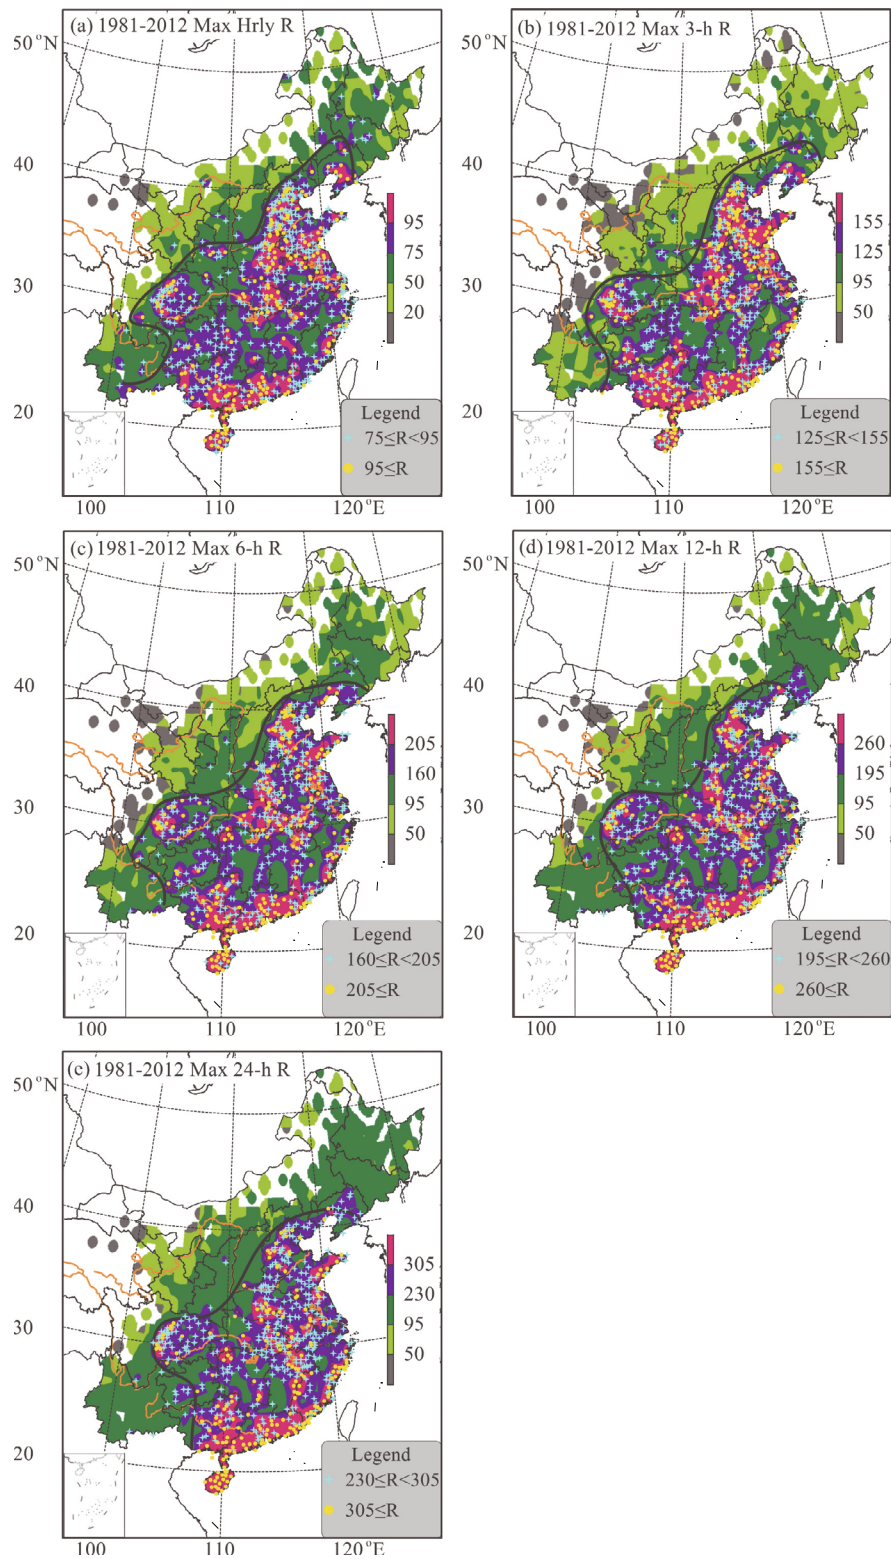 (a) 1981-2012 Max Hrly R
50°N
40
30
20
95
75
50
20
Legend
75≤R<95
95≤R
100
110
120°E
(b) 1981-2012 Max 3-h R
50°N
40
30
20
155
125
95
50
Legend
125≤R<155
155≤R
100
110
120°E
(c) 1981-2012 Max 6-h R
50°N
40
30
20
205
160
95
50
Legend
160≤R<205
205≤R
100
110
120°E
(d) 1981-2012 Max 12-h R
50°N
40
30
20
260
195
95
50
Legend
195≤R<260
260≤R
100
110
120°E
(e) 1981-2012 Max 24-h R
50°N
40
30
20
305
230
95
50
Legend
230≤R<305
305≤R
100
110
120°E